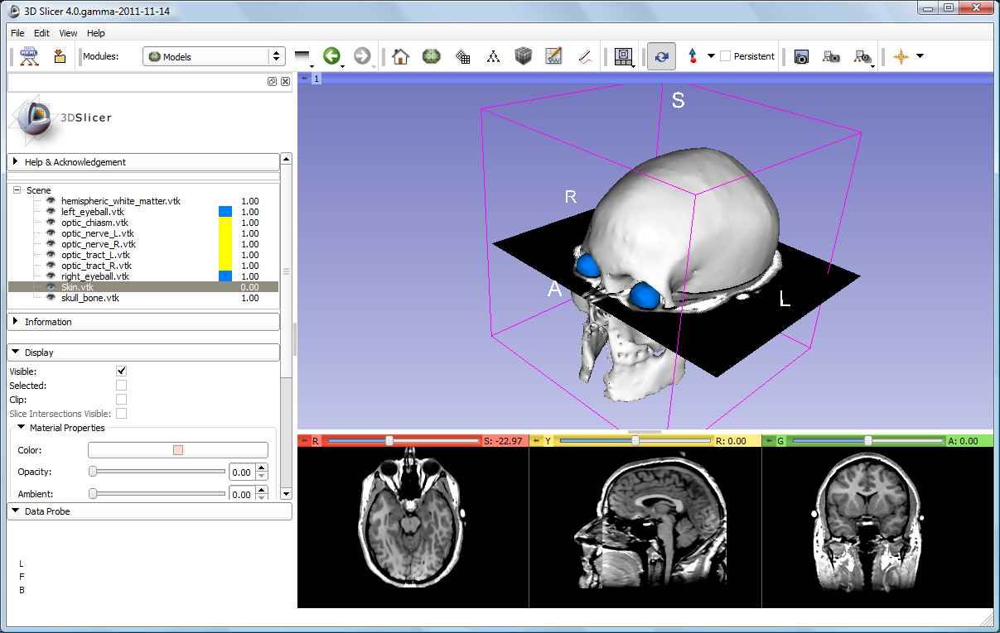 3D Slicer 4.0.gamma-2011-11-14
File Edit View Help
Modules: Models Persistent
1
3DSlicer
Help & Acknowledgement
Scene
hemispheric_white_matter.vtk 1.00
left_eyeball.vtk 1.00
optic_chiasm.vtk 1.00
optic_nerve_L.vtk 1.00
optic_nerve_R.vtk 1.00
optic_tract_L.vtk 1.00
optic_tract_R.vtk 1.00
right_eyeball.vtk 1.00
Skin.vtk 0.00
skull_bone.vtk 1.00
Information
Display
Visible:
Selected:
Clip:
Slice Intersections Visible:
Material Properties
Color:
Opacity: 0.00
Ambient: 0.00
Data Probe
L
F
B
S
R
A
L
R S: -22.97
Y R: 0.00
G A: 0.00